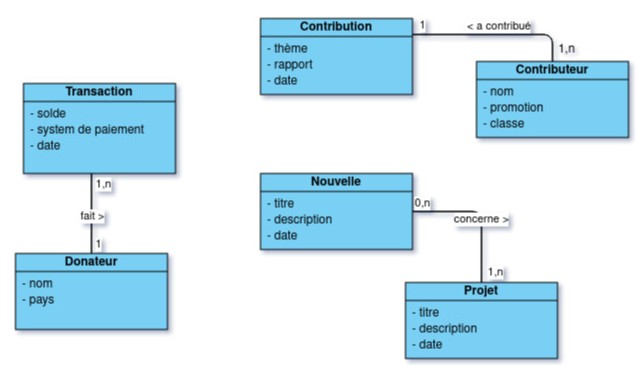 Contribution
- thème
- rapport
- date
1
< a contribué
1,n
Contributeur
- nom
- promotion
- classe
Transaction
- solde
- system de paiement
- date
1,n
fait >
1
Donateur
- nom
- pays
Nouvelle
- titre
- description
- date
0,n
concerne >
1,n
Projet
- titre
- description
- date